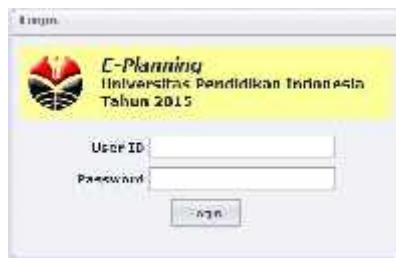 Login
E-Planning
Universitas Pendidikan Indonesia
Tahun 2015
User ID
Password
Login